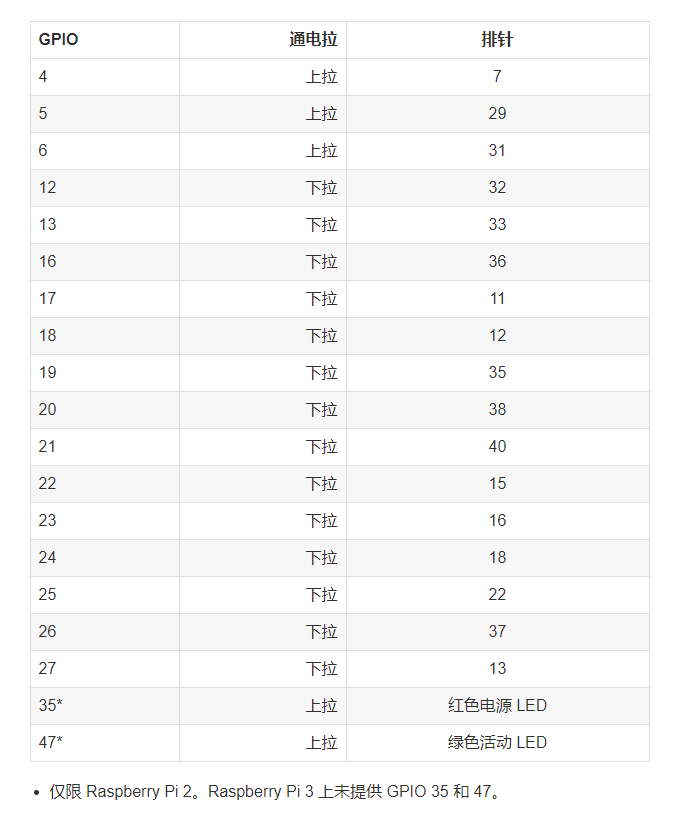 GPIO 通电拉 排针
4 上拉 7
5 上拉 29
6 上拉 31
12 下拉 32
13 下拉 33
16 下拉 36
17 下拉 11
18 下拉 12
19 下拉 35
20 下拉 38
21 下拉 40
22 下拉 15
23 下拉 16
24 下拉 18
25 下拉 22
26 下拉 37
27 下拉 13
35* 上拉 红色电源 LED
47* 上拉 绿色活动 LED
• 仅限 Raspberry Pi 2。Raspberry Pi 3 上未提供 GPIO 35 和 47。